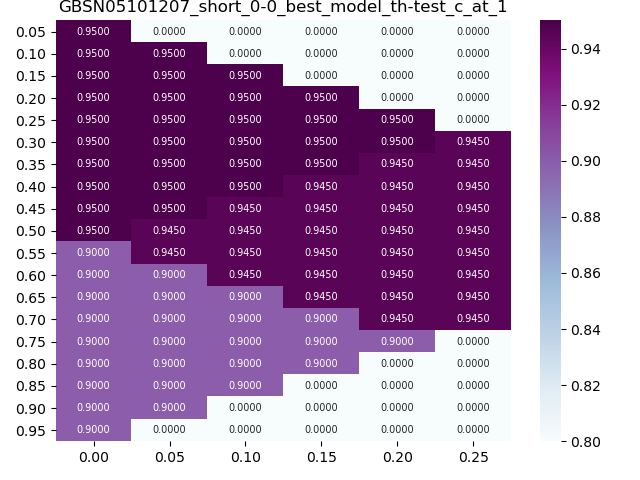 GBSN05101207_short_0-0_best_model_th-test_c_at_1
0.05 0.9500 0.0000 0.0000 0.0000 0.0000 0.0000
0.10 0.9500 0.9500 0.0000 0.0000 0.0000 0.0000
0.15 0.9500 0.9500 0.9500 0.0000 0.0000 0.0000
0.20 0.9500 0.9500 0.9500 0.9500 0.0000 0.0000
0.25 0.9500 0.9500 0.9500 0.9500 0.9500 0.0000
0.30 0.9500 0.9500 0.9500 0.9500 0.9500 0.9450
0.35 0.9500 0.9500 0.9500 0.9500 0.9450 0.9450
0.40 0.9500 0.9500 0.9500 0.9450 0.9450 0.9450
0.45 0.9500 0.9500 0.9450 0.9450 0.9450 0.9450
0.50 0.9500 0.9450 0.9450 0.9450 0.9450 0.9450
0.55 0.9000 0.9450 0.9450 0.9450 0.9450 0.9450
0.60 0.9000 0.9000 0.9450 0.9450 0.9450 0.9450
0.65 0.9000 0.9000 0.9000 0.9450 0.9450 0.9450
0.70 0.9000 0.9000 0.9000 0.9000 0.9450 0.9450
0.75 0.9000 0.9000 0.9000 0.9000 0.9000 0.0000
0.80 0.9000 0.9000 0.9000 0.9000 0.0000 0.0000
0.85 0.9000 0.9000 0.9000 0.0000 0.0000 0.0000
0.90 0.9000 0.9000 0.0000 0.0000 0.0000 0.0000
0.95 0.9000 0.0000 0.0000 0.0000 0.0000 0.0000
0.00 0.05 0.10 0.15 0.20 0.25
0.94
0.92
0.90
0.88
0.86
0.84
0.82
0.80